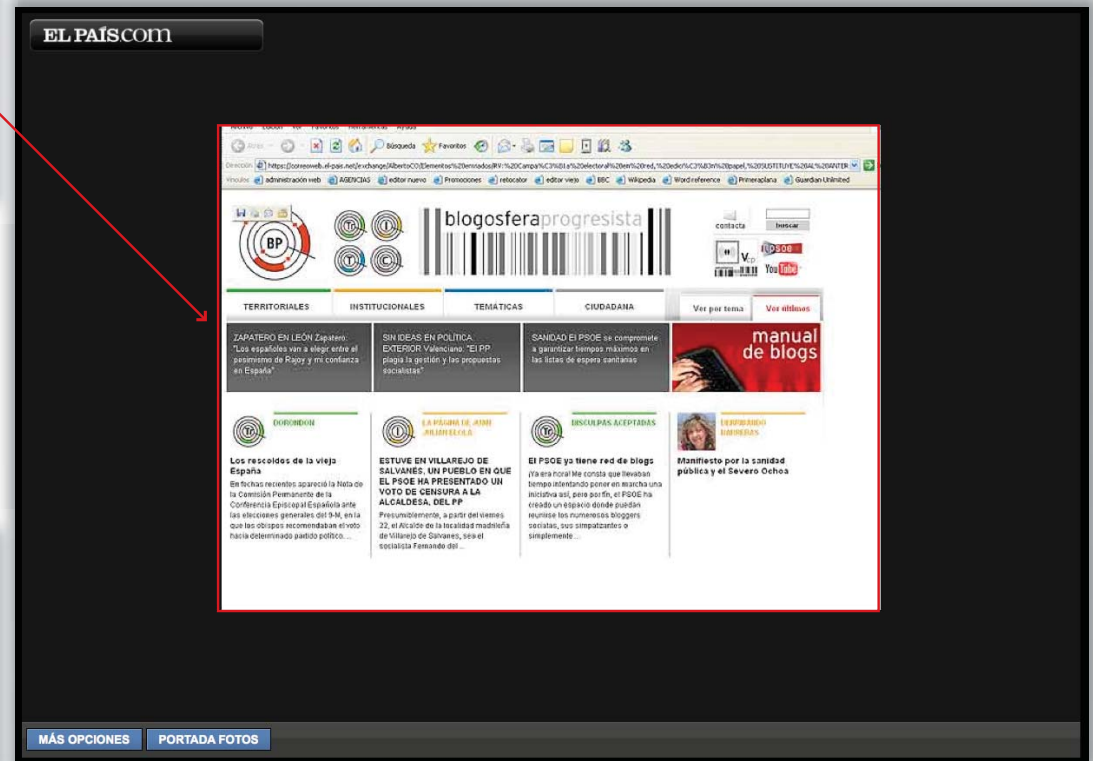 EL PAÍS.COM
Búsqueda Favoritos
administración web AGENCIAS editor nuevo Promociones retocator editor viejo BBC Wikipedia Wordreference Primeraplana Guardian Unlimited
BP
blogosferaprogresista
contacta
buscar
You Tube
TERRITORIALES INSTITUCIONALES TEMÁTICAS CIUDADANA Ver por tema Ver últimos
ZAPATERO EN LEÓN Zapatero:
"Los españoles van a elegir entre el
pesimismo de Rajoy y mi confianza
en España"
SIN IDEAS EN POLÍTICA
EXTERIOR Valenciano: "El PP
plagia la gestión y las propuestas
socialistas"
SANIDAD El PSOE se compromete
a garantizar tiempos máximos en
las listas de espera sanitarias
manual
de blogs
DORONDON
Los rescoldos de la vieja
España
En fechas recientes apareció la Nota de
la Comisión Permanente de la
Conferencia Episcopal Española ante
las elecciones generales del 9-M, en la
que los obispos recomendaban el voto
hacia determinado partido político. ...
LA PÁGINA DE JUME
JULIAN ELOLA
ESTUVE EN VILLAREJO DE
SALVANÉS, UN PUEBLO EN QUE
EL PSOE HA PRESENTADO UN
VOTO DE CENSURA A LA
ALCALDESA, DEL PP
Presumiblemente, a partir del viernes
22, el Alcalde de la localidad madrileña
de Villarejo de Salvanes, sea el
socialista Fernando del ...
DISCULPAS ACEPTADAS
El PSOE ya tiene red de blogs
¡Ya era hora! Me consta que llevaban
tiempo intentando poner en marcha una
iniciativa así, pero por fin, el PSOE ha
creado un espacio donde puedan
reunirse los numerosos bloggers
socialistas, sus simpatizantes o
simplemente ...
DERRIBANDO
BARRERAS
Manifiesto por la sanidad
pública y el Severo Ochoa
MÁS OPCIONES PORTADA FOTOS